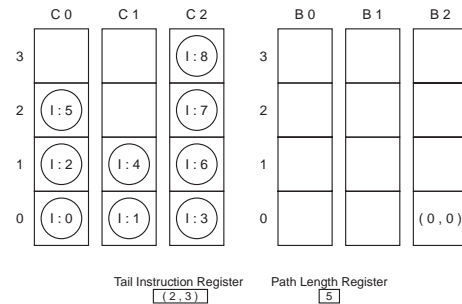 C 0 C 1 C 2 B 0 B 1 B 2
3 I : 8 3
2 I : 5 I : 7 2
1 I : 2 I : 4 I : 6 1
0 I : 0 I : 1 I : 3 0 ( 0 , 0 )
Tail Instruction Register Path Length Register
( 2 , 3 ) 5